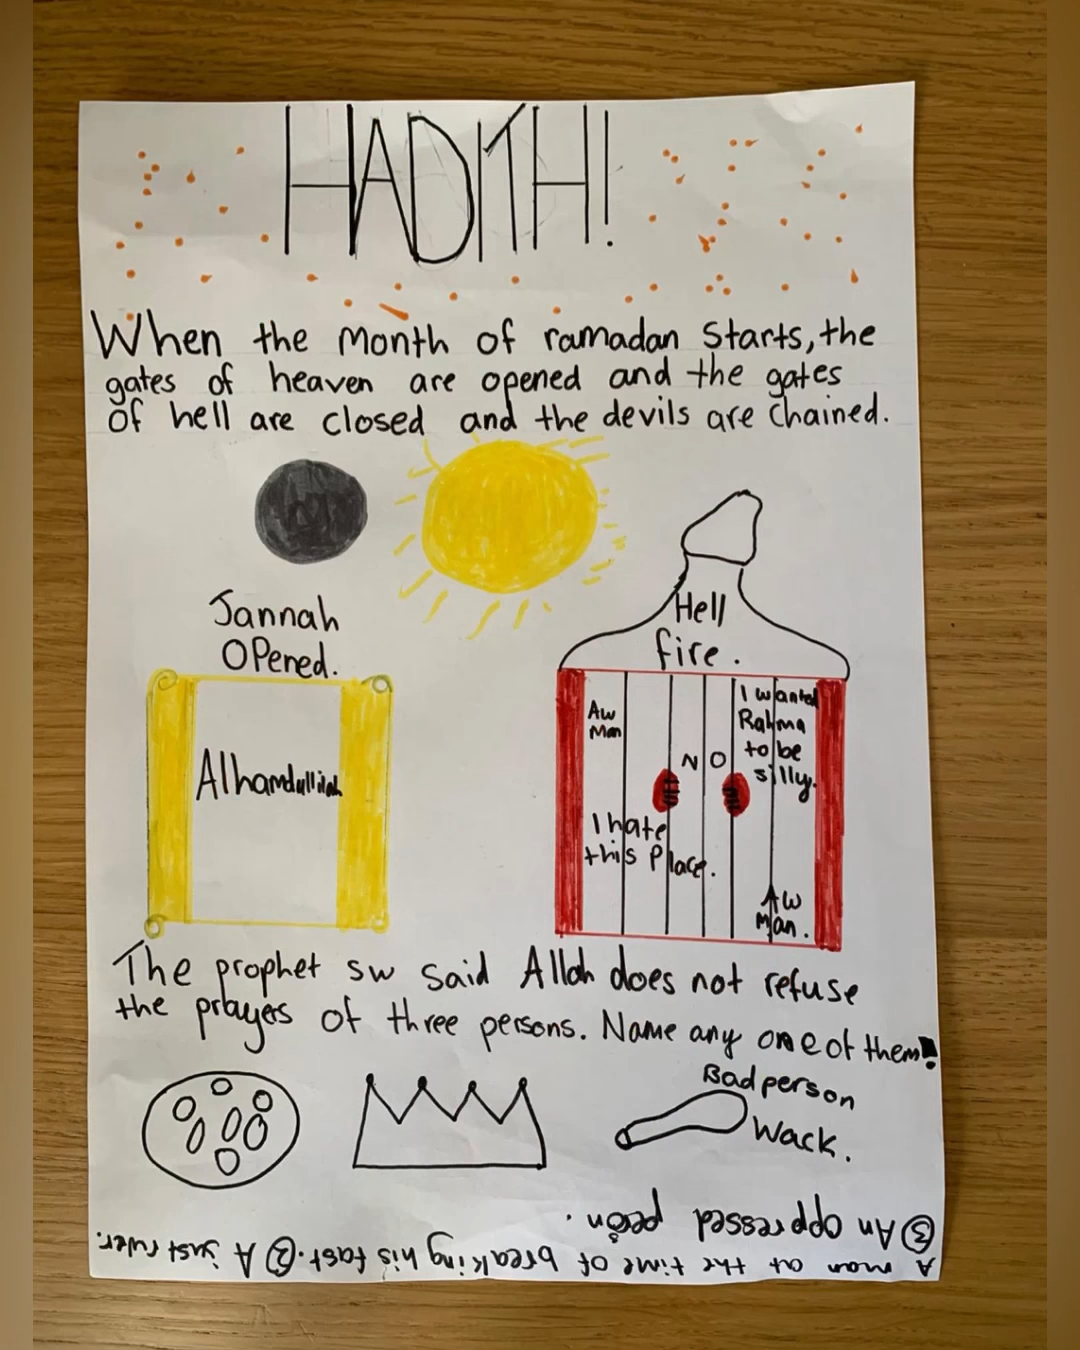 HADITH!
When the month of ramadan starts, the
gates of heaven are opened and the gates
of hell are closed and the devils are chained.
Jannah
OPened.
Alhamdullilah
Hell
fire.
Aw
Man
NO
I wanted
Rahma
to be
silly.
I hate
this Place.
Aw
Man.
The prophet sw said Allah does not refuse
the prayers of three persons. Name any one of them!
Bad person
Wack.
A man at the time of breaking his fast. ② A just ruler.
③ An oppressed person.